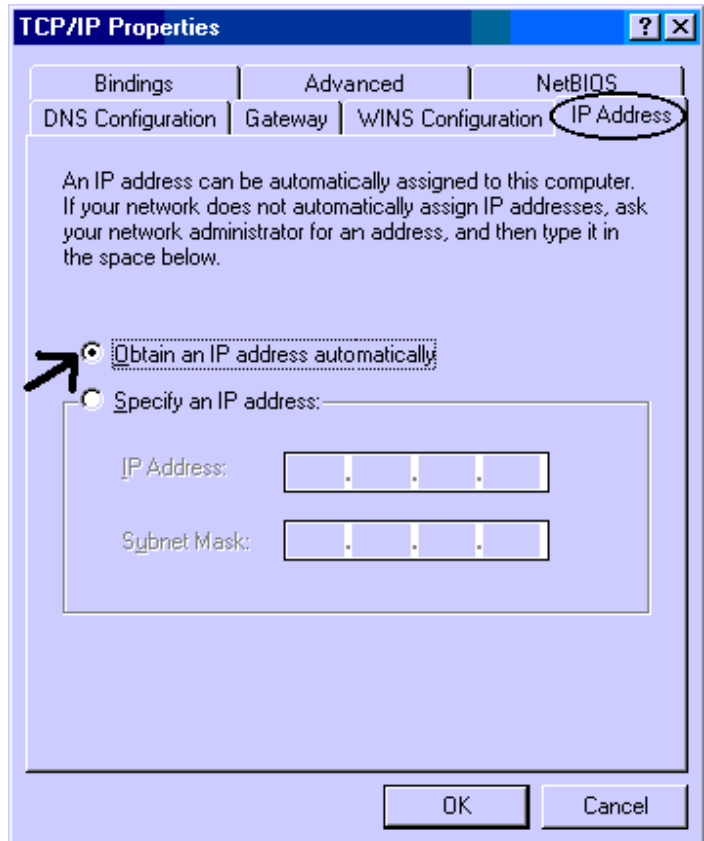 TCP/IP Properties
Bindings
Advanced
NetBIOS
DNS Configuration
Gateway
WINS Configuration
IP Address
An IP address can be automatically assigned to this computer.
If your network does not automatically assign IP addresses, ask
your network administrator for an address, and then type it in
the space below.
Obtain an IP address automatically
Specify an IP address:
IP Address:
Subnet Mask:
OK
Cancel